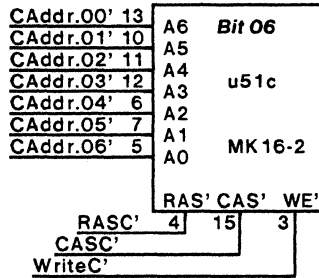 CAddr.00' 13 A6 Bit 06
CAddr.01' 10 A5
CAddr.02' 11 A4 u51c
CAddr.03' 12 A3
CAddr.04' 6 A2
CAddr.05' 7 A1 MK16-2
CAddr.06' 5 A0
RAS' CAS' WE'
RASC' 4 15 3
CASC'
WriteC'